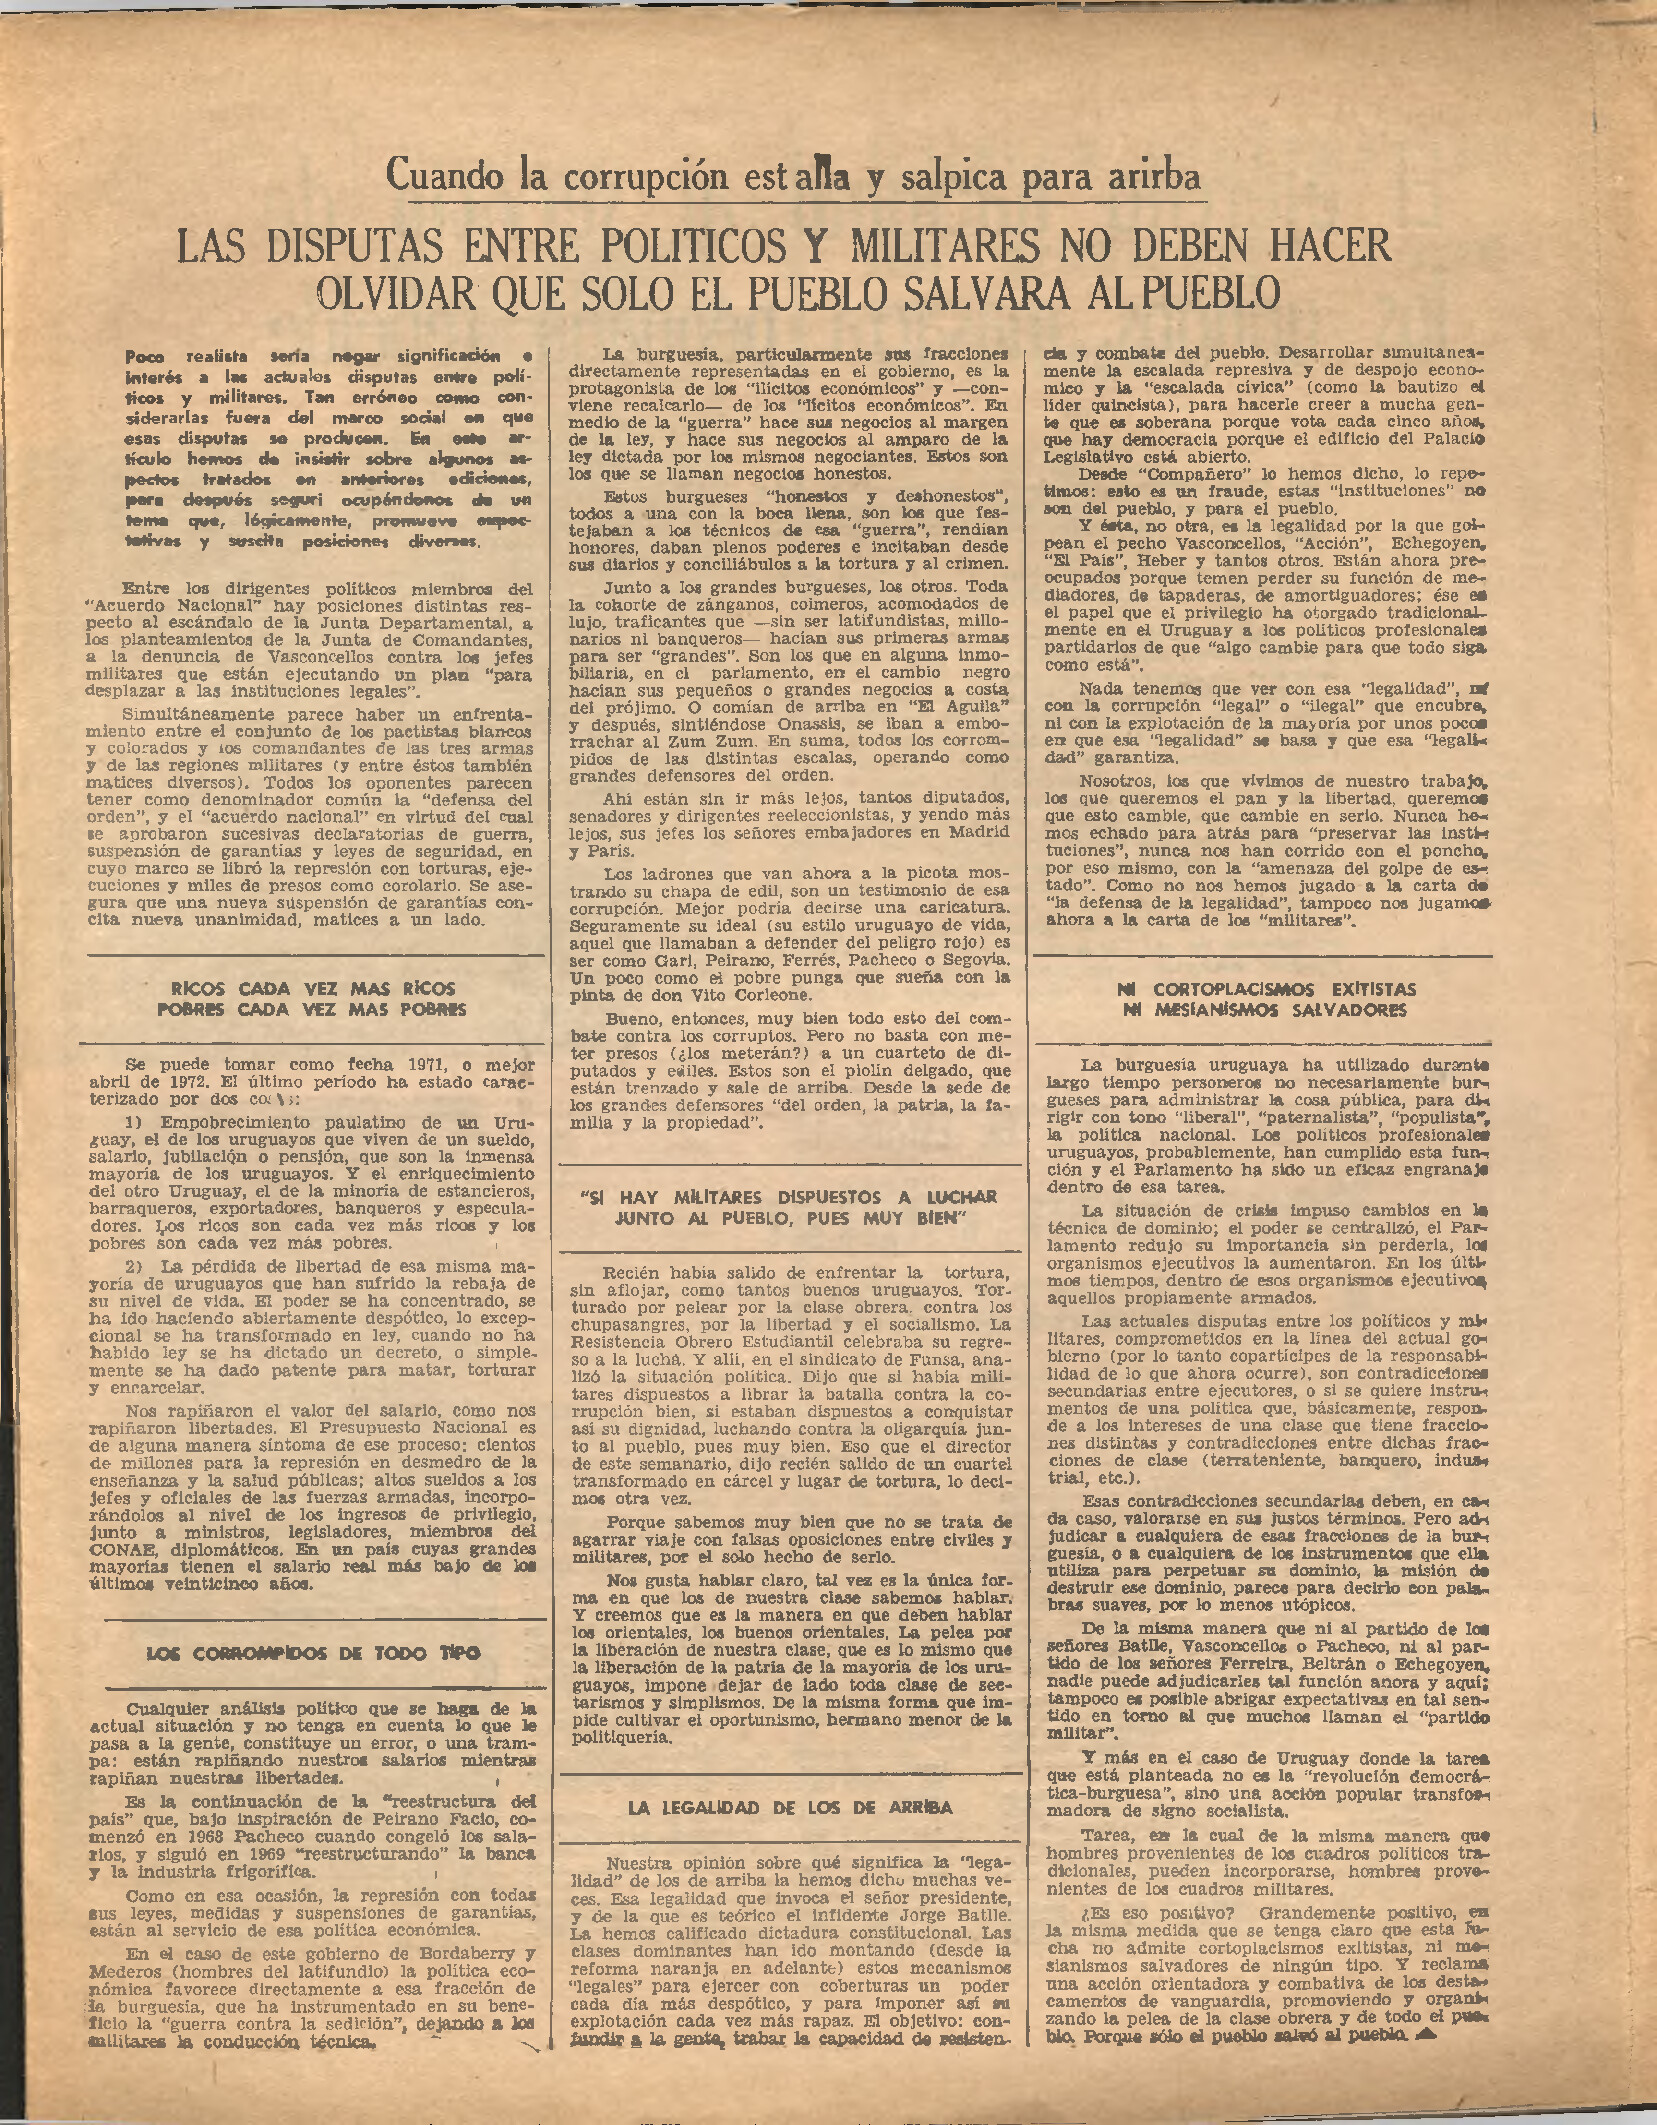 Cuando la corrupción estalla y salpica para arirba
LAS DISPUTAS ENTRE POLITICOS Y MILITARES NO DEBEN HACER
OLVIDAR QUE SOLO EL PUEBLO SALVARA AL PUEBLO
Poco realista sería negar significación e
interés a las actuales disputas entre polí-
ticos y militares. Tan erróneo como con-
siderarlas fuera del marco social en que
esas disputas se producen. En este ar-
tículo hemos de insistir sobre algunos as-
pectos tratados en anteriores ediciones,
para después seguri ocupándonos de un
tema que, lógicamente, promueve expec-
tativas y suscita posiciones diversas.
Entre los dirigentes políticos miembros del
"Acuerdo Nacional" hay posiciones distintas res-
pecto al escándalo de la Junta Departamental, a
los planteamientos de la Junta de Comandantes,
a la denuncia de Vasconcellos contra los jefes
militares que están ejecutando un plan "para
desplazar a las instituciones legales".
Simultáneamente parece haber un enfrenta-
miento entre el conjunto de los pactistas blancos
y colorados y los comandantes de las tres armas
y de las regiones militares (y entre éstos también
matices diversos). Todos los oponentes parecen
tener como denominador común la "defensa del
orden", y el "acuerdo nacional" en virtud del cual
se aprobaron sucesivas declaratorias de guerra,
suspensión de garantías y leyes de seguridad, en
cuyo marco se libró la represión con torturas, eje-
cuciones y miles de presos como corolario. Se ase-
gura que una nueva suspensión de garantías con-
cita nueva unanimidad, matices a un lado.
RICOS CADA VEZ MAS RICOS
POBRES CADA VEZ MAS POBRES
Se puede tomar como fecha 1971, o mejor
abril de 1972. El último período ha estado carac-
terizado por dos
1) Empobrecimiento paulatino de un Uru-
guay, el de los uruguayos que viven de un sueldo,
salario, jubilación o pensión, que son la inmensa
mayoría de los uruguayos. Y el enriquecimiento
del otro Uruguay, el de la minoría de estancieros,
barraqueros, exportadores, banqueros y especula-
dores. Los ricos son cada vez más ricos y los
pobres son cada vez más pobres.
2) La pérdida de libertad de esa misma ma-
yoría de uruguayos que han sufrido la rebaja de
su nivel de vida. El poder se ha concentrado, se
ha ido haciendo abiertamente despótico, lo excep-
cional se ha transformado en ley, cuando no ha
habido ley se ha dictado un decreto, o simple-
mente se ha dado patente para matar, torturar
y encarcelar.
Nos rapiñaron el valor del salario, como nos
rapiñaron libertades. El Presupuesto Nacional es
de alguna manera síntoma de ese proceso: cientos
de millones para la represión en desmedro de la
enseñanza y la salud públicas; altos sueldos a los
jefes y oficiales de las fuerzas armadas, incorpo-
rándolos al nivel de los ingresos de privilegio,
junto a ministros, legisladores, miembros del
CONAE, diplomáticos. En un país cuyas grandes
mayorías tienen el salario real más bajo de los
últimos veinticinco años.
LOS CORROMPIDOS DE TODO TIPO
Cualquier análisis político que se haga de la
actual situación y no tenga en cuenta lo que le
pasa a la gente, constituye un error, o una tram-
pa: están rapiñando nuestros salarios mientras
rapiñan nuestras libertades.
Es la continuación de la "reestructura del
país" que, bajo inspiración de Peirano Facio, co-
menzó en 1968 Pacheco cuando congeló los sala-
rios, y siguió en 1969 "reestructurando" la banca
y la industria frigorífica.
Como en esa ocasión, la represión con todas
sus leyes, medidas y suspensiones de garantías,
están al servicio de esa política económica.
En el caso de este gobierno de Bordaberry y
Mederos (hombres del latifundio) la política eco-
nómica favorece directamente a esa fracción de
la burguesía, que ha instrumentado en su bene-
ficio la "guerra contra la sedición", dejando a los
militares la conducción técnica.
La burguesía, particularmente sus fracciones
directamente representadas en el gobierno, es la
protagonista de los "ilícitos económicos" y —con-
viene recalcarlo— de los "lícitos económicos". En
medio de la "guerra" hace sus negocios al margen
de la ley, y hace sus negocios al amparo de la
ley dictada por los mismos negociantes. Estos son
los que se llaman negocios honestos.
Estos burgueses "honestos y deshonestos",
todos a una con la boca llena, son los que fes-
tejaban a los técnicos de esa "guerra", rendían
honores, daban plenos poderes e incitaban desde
sus diarios y conciliábulos a la tortura y al crimen.
Junto a los grandes burgueses, los otros. Toda
la cohorte de zánganos, coimeros, acomodados de
lujo, traficantes que —sin ser latifundistas, millo-
narios ni banqueros— hacían sus primeras armas
para ser "grandes". Son los que en alguna inmo-
biliaria, en el parlamento, en el cambio negro
hacían sus pequeños o grandes negocios a costa
del prójimo. O comían de arriba en "El Aguila"
y después, sintiéndose Onassis, se iban a embo-
rrachar al Zum Zum. En suma, todos los corrom-
pidos de las distintas escalas, operando como
grandes defensores del orden.
Ahí están sin ir más lejos, tantos diputados,
senadores y dirigentes reeleccionistas, y yendo más
lejos, sus jefes los señores embajadores en Madrid
y París.
Los ladrones que van ahora a la picota mos-
trando su chapa de edil, son un testimonio de esa
corrupción. Mejor podría decirse una caricatura.
Seguramente su ideal (su estilo uruguayo de vida,
aquel que llamaban a defender del peligro rojo) es
ser como Gari, Peirano, Ferrés, Pacheco o Segovia.
Un poco como el pobre punga que sueña con la
pinta de don Vito Corleone.
Bueno, entonces, muy bien todo esto del com-
bate contra los corruptos. Pero no basta con me-
ter presos (¿los meterán?) a un cuarteto de di-
putados y ediles. Estos son el piolín delgado, que
están trenzado y sale de arriba. Desde la sede de
los grandes defensores "del orden, la patria, la fa-
milia y la propiedad".
"SI HAY MILITARES DISPUESTOS A LUCHAR
JUNTO AL PUEBLO, PUES MUY BIEN"
Recién había salido de enfrentar la tortura,
sin aflojar, como tantos buenos uruguayos. Tor-
turado por pelear por la clase obrera, contra los
chupasangres, por la libertad y el socialismo. La
Resistencia Obrero Estudiantil celebraba su regre-
so a la lucha. Y allí, en el sindicato de Funsa, ana-
lizó la situación política. Dijo que si había mili-
tares dispuestos a librar la batalla contra la co-
rrupción bien, si estaban dispuestos a conquistar
así su dignidad, luchando contra la oligarquía jun-
to al pueblo, pues muy bien. Eso que el director
de este semanario, dijo recién salido de un cuartel
transformado en cárcel y lugar de tortura, lo deci-
mos otra vez.
Porque sabemos muy bien que no se trata de
agarrar viaje con falsas oposiciones entre civiles y
militares, por el solo hecho de serlo.
Nos gusta hablar claro, tal vez es la única for-
ma en que los de nuestra clase sabemos hablar.
Y creemos que es la manera en que deben hablar
los orientales, los buenos orientales. La pelea por
la liberación de nuestra clase, que es lo mismo que
la liberación de la patria de la mayoría de los uru-
guayos, impone dejar de lado toda clase de sec-
tarismos y simplismos. De la misma forma que im-
pide cultivar el oportunismo, hermano menor de la
politiquería.
LA LEGALIDAD DE LOS DE ARRIBA
Nuestra opinión sobre qué significa la "lega-
lidad" de los de arriba la hemos dicho muchas ve-
ces. Esa legalidad que invoca el señor presidente,
y de la que es teórico el infidente Jorge Batlle.
La hemos calificado dictadura constitucional. Las
clases dominantes han ido montando (desde la
reforma naranja en adelante) estos mecanismos
"legales" para ejercer con coberturas un poder
cada día más despótico, y para imponer así su
explotación cada vez más rapaz. El objetivo: con-
fundir a la gente, trabar la capacidad de resisten-
cia y combate del pueblo. Desarrollar simultanea-
mente la escalada represiva y de despojo econó-
mico y la "escalada cívica" (como la bautizo el
líder quincista), para hacerle creer a mucha gen-
te que es soberana porque vota cada cinco años,
que hay democracia porque el edificio del Palacio
Legislativo está abierto.
Desde "Compañero" lo hemos dicho, lo repe-
timos: esto es un fraude, estas "instituciones" no
son del pueblo, y para el pueblo.
Y ésta, no otra, es la legalidad por la que gol-
pean el pecho Vasconcellos, "Acción", Echegoyen,
"El País", Heber y tantos otros. Están ahora pre-
ocupados porque temen perder su función de me-
diadores, de tapaderas, de amortiguadores; ése es
el papel que el privilegio ha otorgado tradicional-
mente en el Uruguay a los políticos profesionales
partidarios de que "algo cambie para que todo siga
como está".
Nada tenemos que ver con esa "legalidad", ni
con la corrupción "legal" o "ilegal" que encubre,
ni con la explotación de la mayoría por unos pocos
en que esa "legalidad" se basa y que esa "legali-
dad" garantiza.
Nosotros, los que vivimos de nuestro trabajo,
los que queremos el pan y la libertad, queremos
que esto cambie, que cambie en serio. Nunca he-
mos echado para atrás para "preservar las insti-
tuciones", nunca nos han corrido con el poncho,
por eso mismo, con la "amenaza del golpe de es-
tado". Como no nos hemos jugado a la carta de
"la defensa de la legalidad", tampoco nos jugamos
ahora a la carta de los "militares".
NI CORTOPLACISMOS EXITISTAS
NI MESIANISMOS SALVADORES
La burguesía uruguaya ha utilizado durante
largo tiempo personeros no necesariamente bur-
gueses para administrar la cosa pública, para di-
rigir con tono "liberal", "paternalista", "populista",
la política nacional. Los políticos profesionales
uruguayos, probablemente, han cumplido esta fun-
ción y el Parlamento ha sido un eficaz engranaje
dentro de esa tarea.
La situación de crisis impuso cambios en la
técnica de dominio; el poder se centralizó, el Par-
lamento redujo su importancia sin perderla, los
organismos ejecutivos la aumentaron. En los últi-
mos tiempos, dentro de esos organismos ejecutivos,
aquellos propiamente armados.
Las actuales disputas entre los políticos y mi-
litares, comprometidos en la línea del actual go-
bierno (por lo tanto copartícipes de la responsabi-
lidad de lo que ahora ocurre), son contradicciones
secundarias entre ejecutores, o si se quiere instru-
mentos de una política que, básicamente, respon-
de a los intereses de una clase que tiene fraccio-
nes distintas y contradicciones entre dichas frac-
ciones de clase (terrateniente, banquero, indus-
trial, etc.).
Esas contradicciones secundarias deben, en ca-
da caso, valorarse en sus justos términos. Pero ad-
judicar a cualquiera de esas fracciones de la bur-
guesía, o a cualquiera de los instrumentos que ella
utiliza para perpetuar su dominio, la misión de
destruir ese dominio, parece para decirlo con pala-
bras suaves, por lo menos utópicos.
De la misma manera que ni al partido de los
señores Batlle, Vasconcellos o Pacheco, ni al par-
tido de los señores Ferreira, Beltrán o Echegoyen,
nadie puede adjudicarles tal función anora y aquí;
tampoco es posible abrigar expectativas en tal sen-
tido en torno al que muchos llaman el "partido
militar".
Y más en el caso de Uruguay donde la tarea
que está planteada no es la "revolución democrá-
tica-burguesa", sino una acción popular transfor-
madora de signo socialista.
Tarea, en la cual de la misma manera que
hombres provenientes de los cuadros políticos tra-
dicionales, pueden incorporarse, hombres prove-
nientes de los cuadros militares.
¿Es eso positivo? Grandemente positivo, en
la misma medida que se tenga claro que esta lu-
cha no admite cortoplacismos exitistas, ni me-
sianismos salvadores de ningún tipo. Y reclama
una acción orientadora y combativa de los desta-
camentos de vanguardia, promoviendo y organi-
zando la pelea de la clase obrera y de todo el pue-
blo. Porque sólo el pueblo salvó al pueblo.